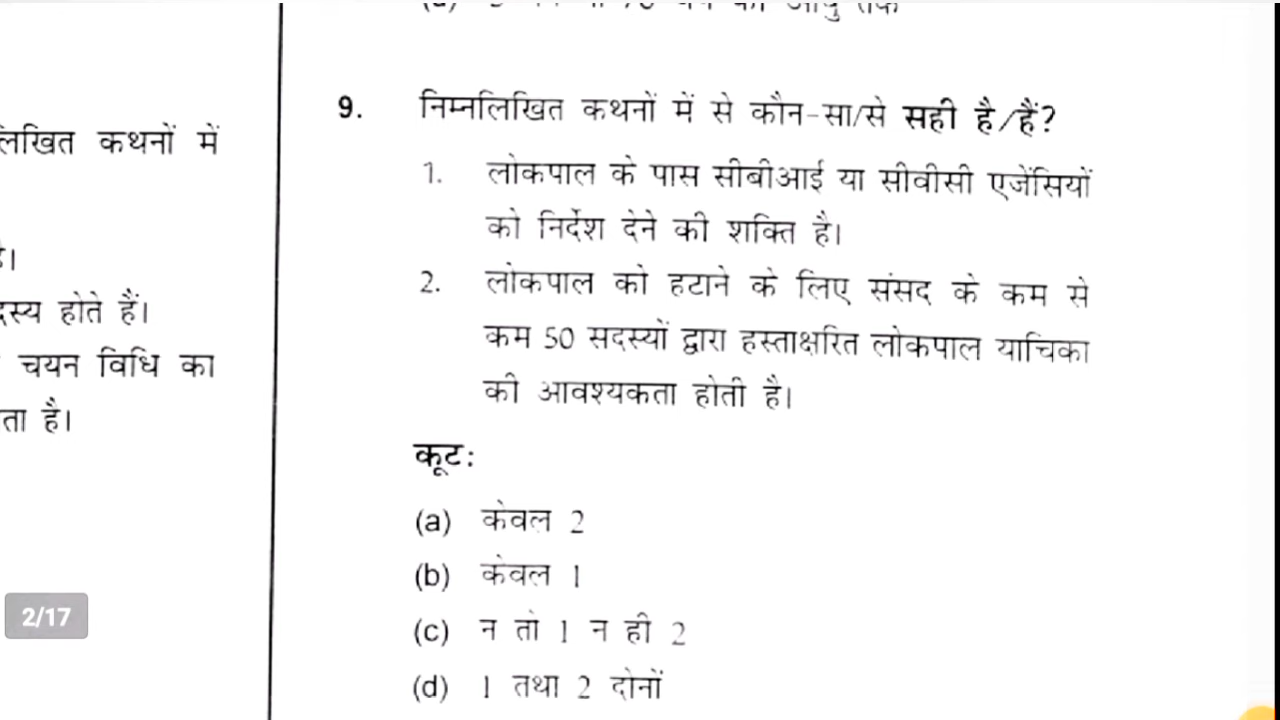 लिखित कथनों में
है।
दस्य होते हैं।
चयन विधि का
ता है।
2/17
9. निम्नलिखित कथनों में से कौन-सा/से सही है/हैं?
1. लोकपाल के पास सीबीआई या सीवीसी एजेंसियों
को निर्देश देने की शक्ति है।
2. लोकपाल को हटाने के लिए संसद के कम से
कम 50 सदस्यों द्वारा हस्ताक्षरित लोकपाल याचिका
की आवश्यकता होती है।
कूट:
(a) केवल 2
(b) केवल 1
(c) न तो 1 न ही 2
(d) 1 तथा 2 दोनों